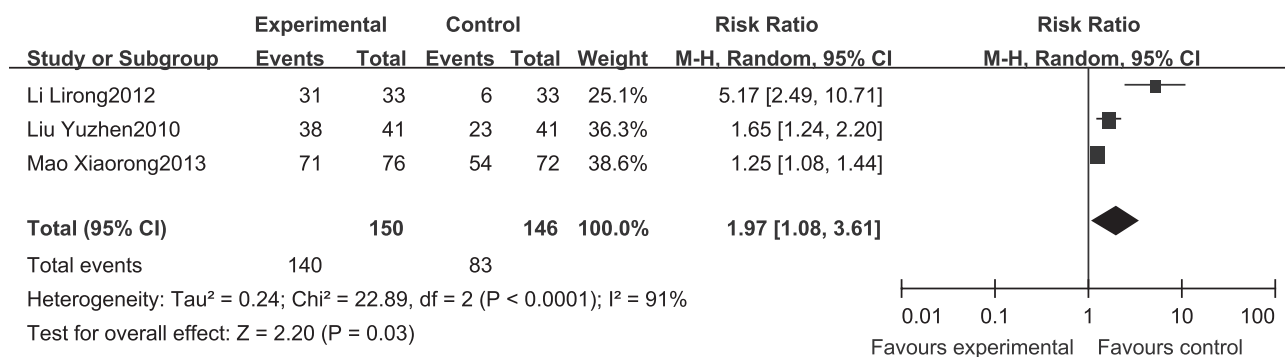 Experimental Control Risk Ratio Risk Ratio
Study or Subgroup Events Total Events Total Weight M-H, Random, 95% CI M-H, Random, 95% CI
Li Lirong2012 31 33 6 33 25.1% 5.17 [2.49, 10.71]
Liu Yuzhen2010 38 41 23 41 36.3% 1.65 [1.24, 2.20]
Mao Xiaorong2013 71 76 54 72 38.6% 1.25 [1.08, 1.44]
Total (95% CI) 150 146 100.0% 1.97 [1.08, 3.61]
Total events 140 83
Heterogeneity: Tau² = 0.24; Chi² = 22.89, df = 2 (P < 0.0001); I² = 91%
Test for overall effect: Z = 2.20 (P = 0.03)
0.01 0.1 1 10 100
Favours experimental Favours control